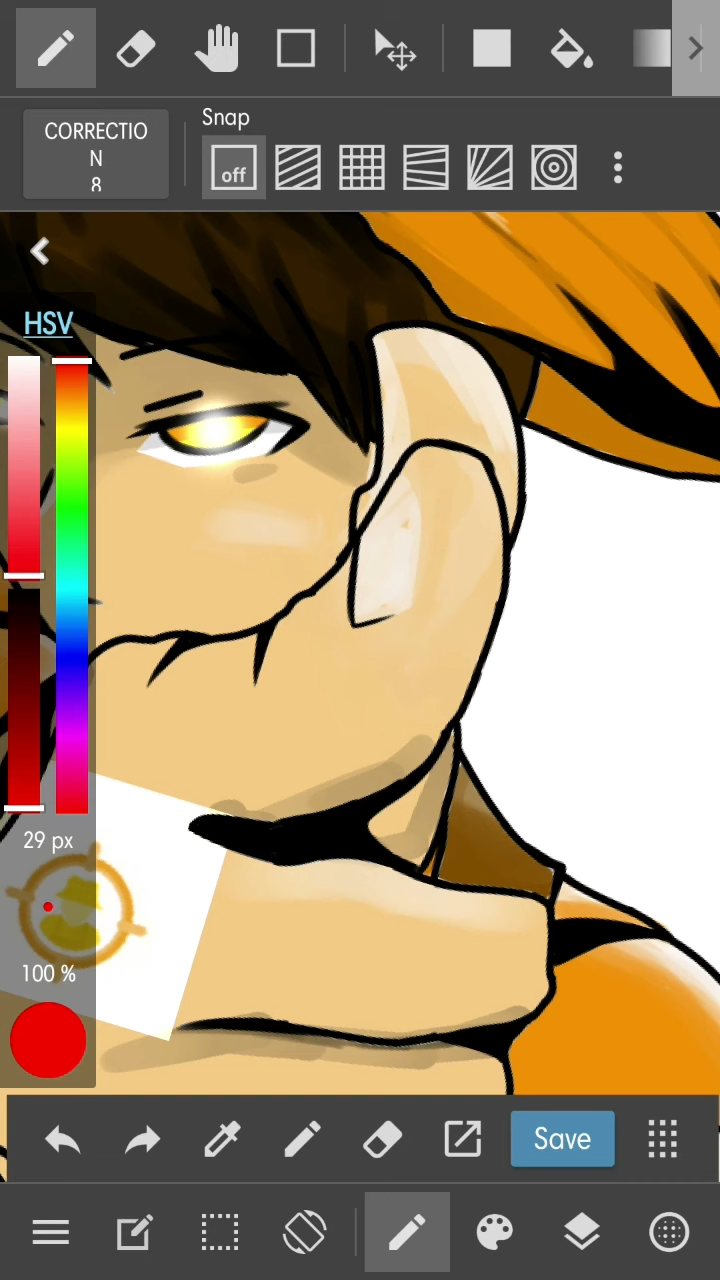 CORRECTIO
N
8
Snap
off
HSV
29 px
100 %
Save